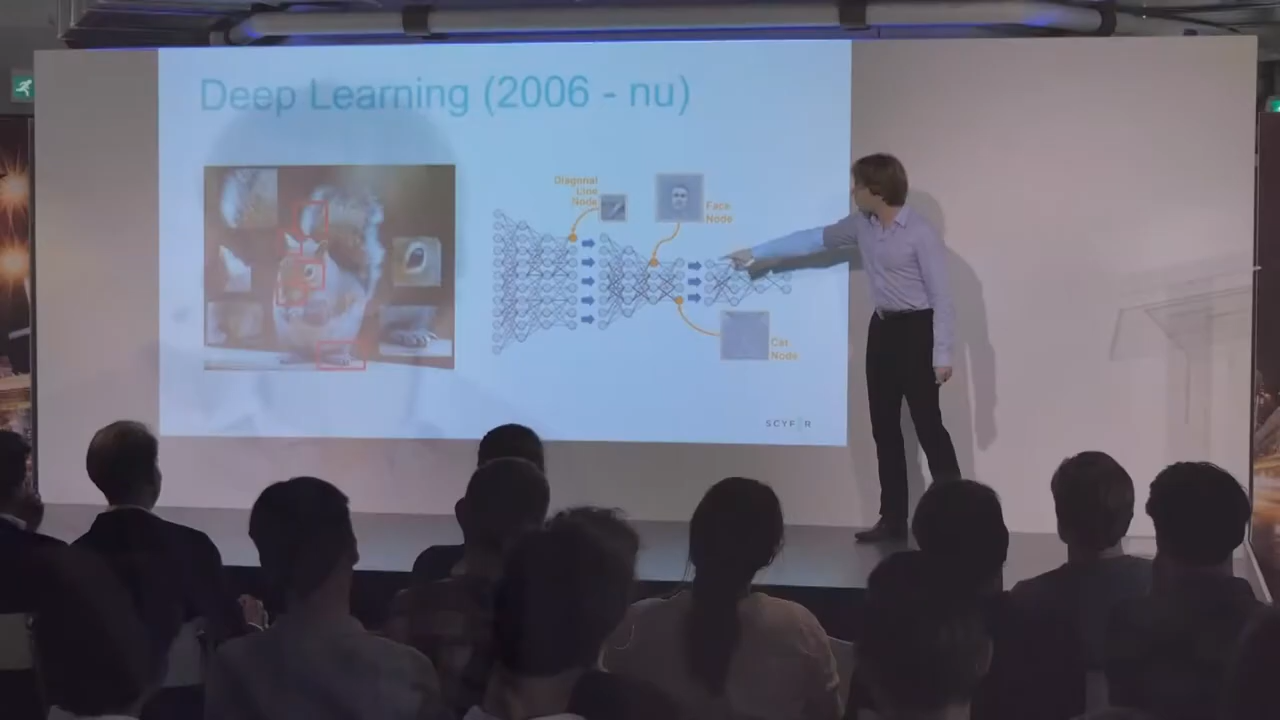 Deep Learning (2006 - nu)
Diagonal
Line
Node
Face
Node
Cat
Node
SCYFER